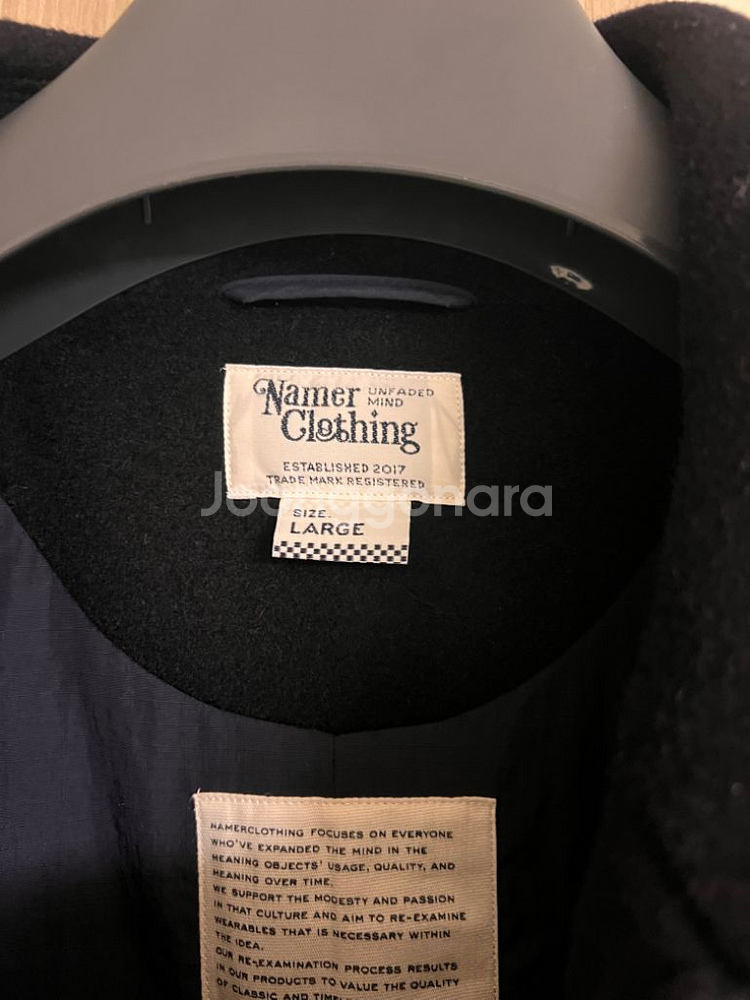 Namer UNFADED
MIND
Clothing
ESTABLISHED 2017
TRADE MARK REGISTERED
Joonggonara
SIZE.
LARGE
NAMERCLOTHING FOCUSES ON EVERYONE
WHO'VE EXPANDED THE MIND IN THE
MEANING OBJECTS' USAGE, QUALITY, AND
MEANING OVER TIME.
WE SUPPORT THE MODESTY AND PASSION
IN THAT CULTURE AND AIM TO RE-EXAMINE
WEARABLES THAT IS NECESSARY WITHIN
THE IDEA.
OUR RE-EXAMINATION PROCESS RESULTS
IN OUR PRODUCTS TO VALUE THE QUALITY
OF CLASSIC AND